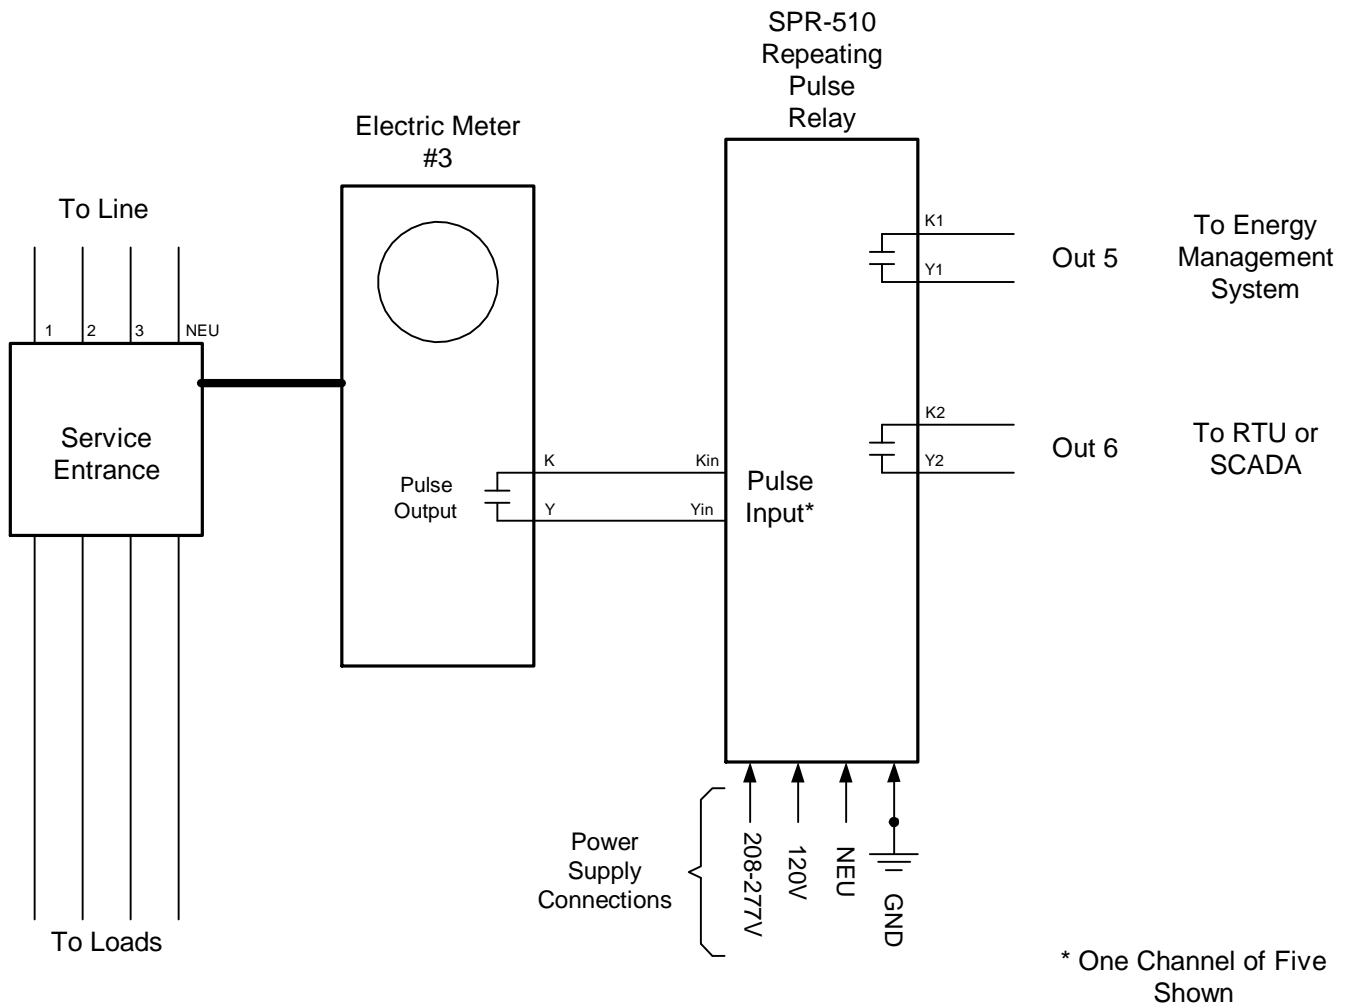 SPR-510
Repeating
Pulse
Relay
Electric Meter
#3
To Line
1
2
3
NEU
Service
Entrance
To Loads
Pulse
Output
K
Y
Kin
Yin
Pulse
Input*
K1
Y1
Out 5
To Energy
Management
System
K2
Y2
Out 6
To RTU or
SCADA
Power
Supply
Connections
208-277V
120V
NEU
GND
* One Channel of Five
Shown